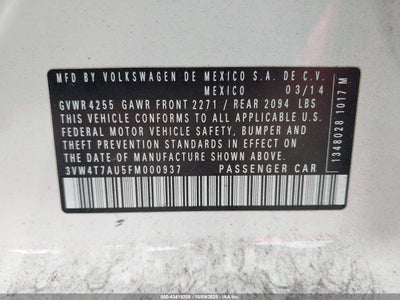 MFD BY VOLKSWAGEN DE MEXICO S.A. DE C.V.
MEXICO 03/14
GVWR 4255 GAWR FRONT 2271 / REAR 2094 LBS
THIS VEHICLE CONFORMS TO ALL APPLICABLE U.S.
FEDERAL MOTOR VEHICLE SAFETY, BUMPER AND
THEFT PREVENTION STANDARDS IN EFFECT ON
THE DATE OF MANUFACTURE SHOWN ABOVE.
3VW4T7AU5FM000937 PASSENGER CAR
1348028 1017 M